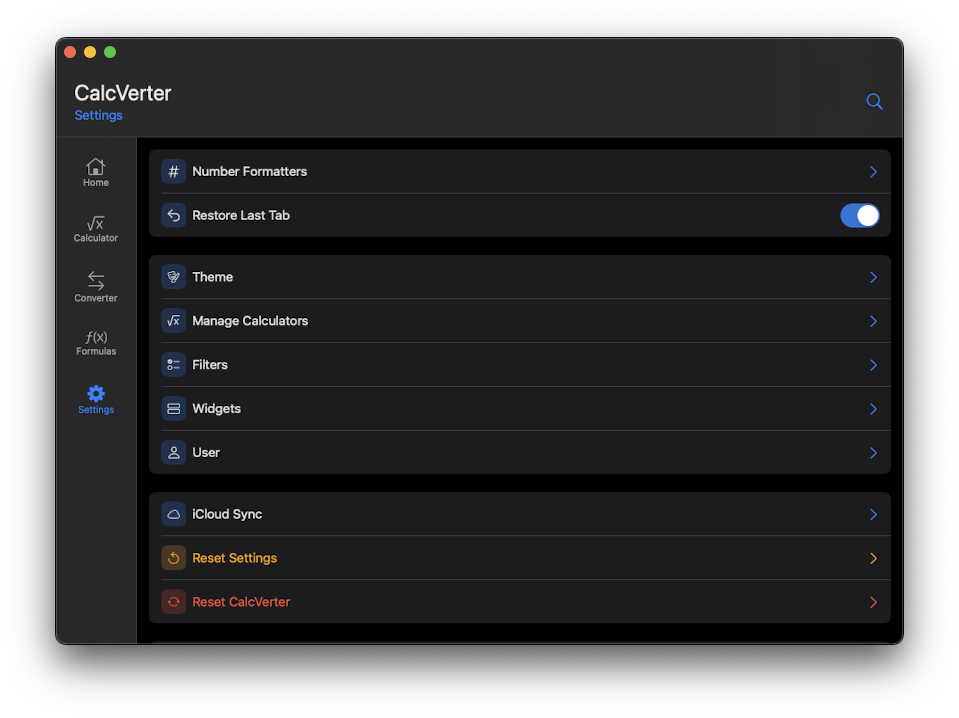 CalcVerter
Settings
Home
Calculator
Converter
f(x)
Formulas
Settings
# Number Formatters
Restore Last Tab
Theme
√x Manage Calculators
Filters
Widgets
User
iCloud Sync
Reset Settings
Reset CalcVerter